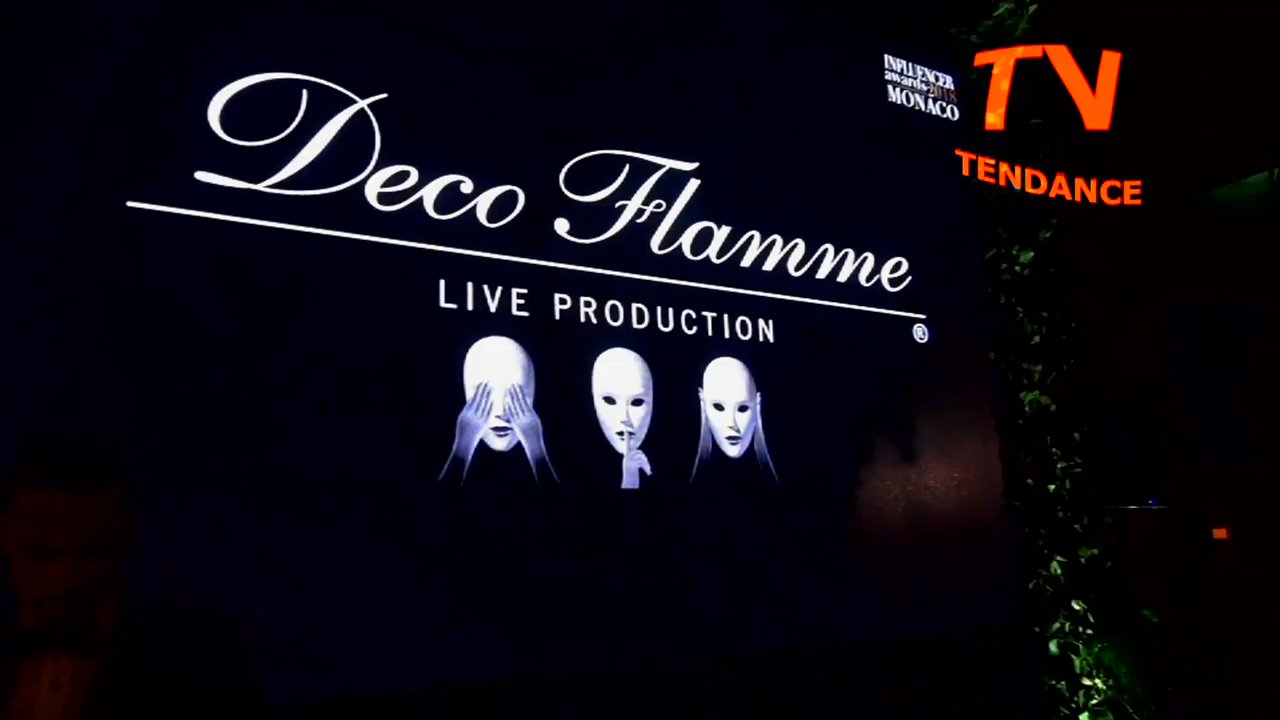 Deco Flamme
LIVE PRODUCTION
®
INFLUENCER
awards 2018
MONACO
TV
TENDANCE